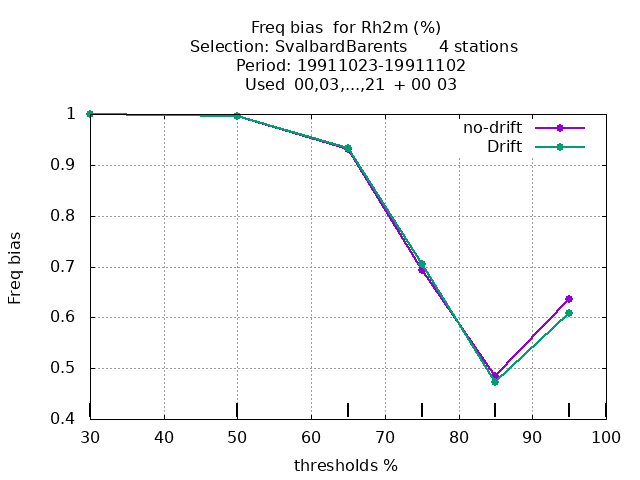 Freq bias  for Rh2m (%)
Selection: SvalbardBarents      4 stations
Period: 19911023-19911102
Used  00,03,...,21  + 00 03
no-drift
Drift
Freq bias
1
0.9
0.8
0.7
0.6
0.5
0.4
30 40 50 60 70 80 90 100
thresholds %